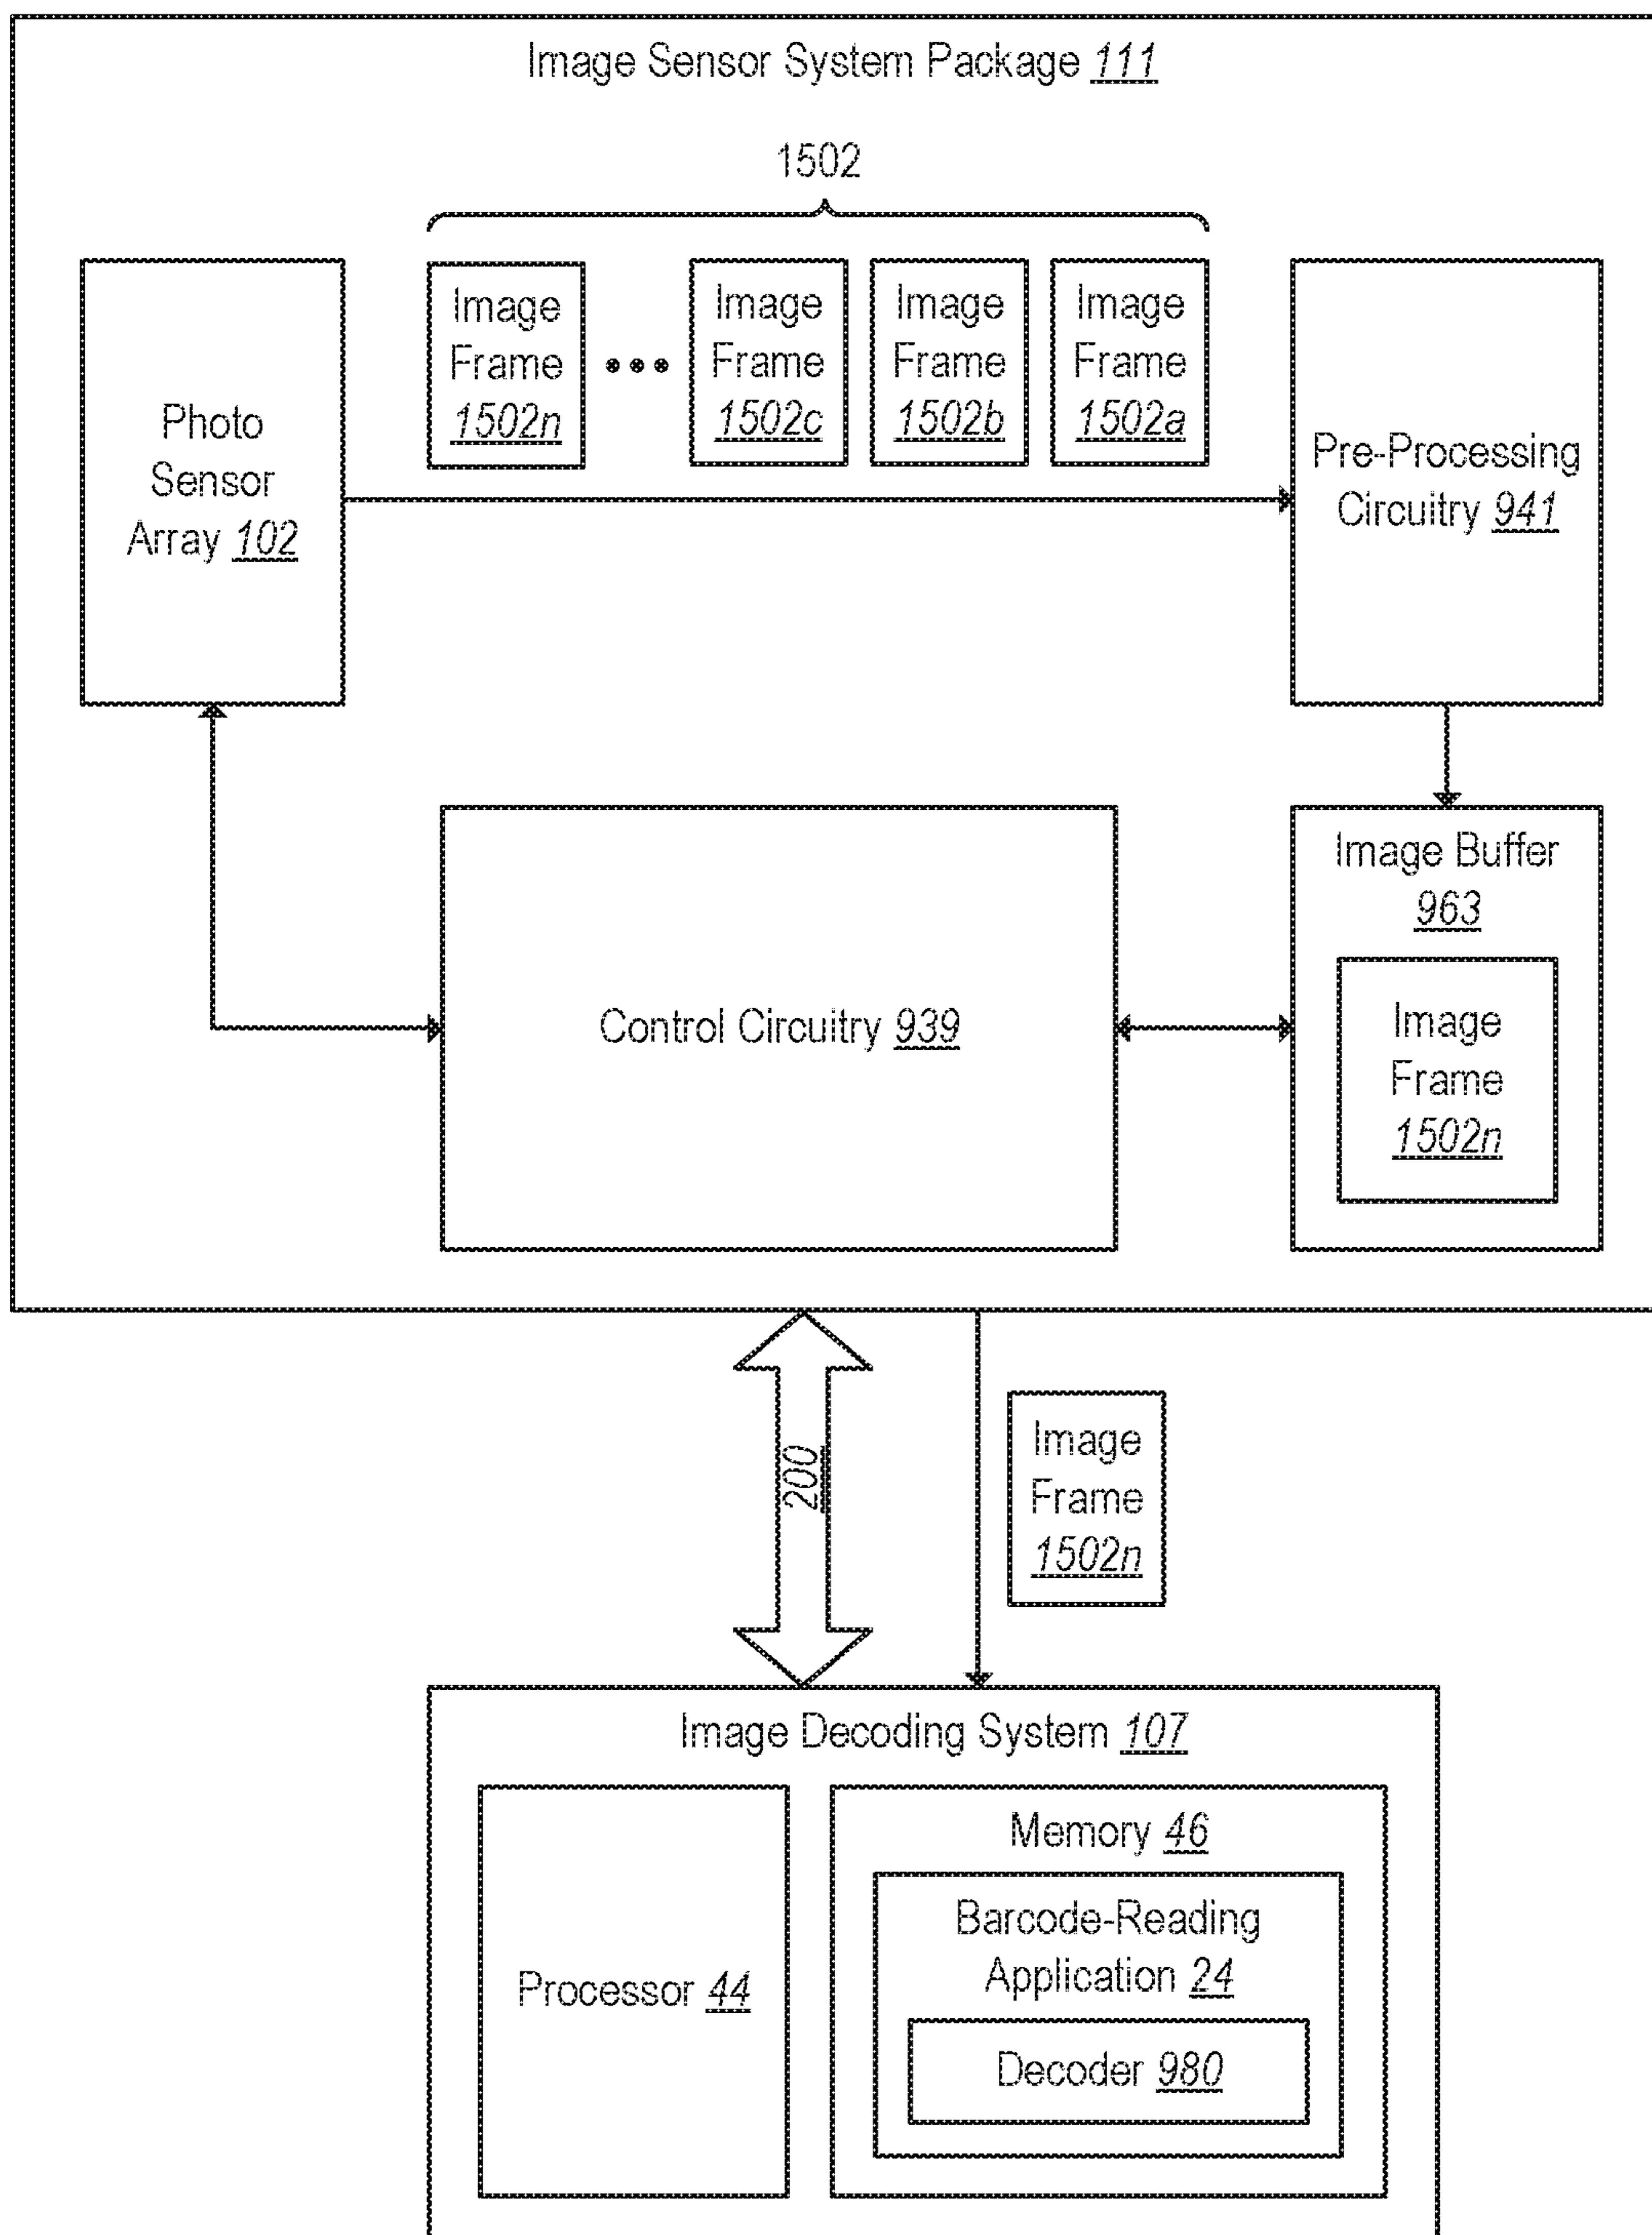 Image Sensor System Package 111
1502
Photo
Sensor
Array 102
Image
Frame
1502n
Image
Frame
1502c
Image
Frame
1502b
Image
Frame
1502a
Pre-Processing
Circuitry 941
Control Circuitry 939
Image Buffer
963
Image
Frame
1502n
200
Image
Frame
1502n
Image Decoding System 107
Processor 44
Memory 46
Barcode-Reading
Application 24
Decoder 980